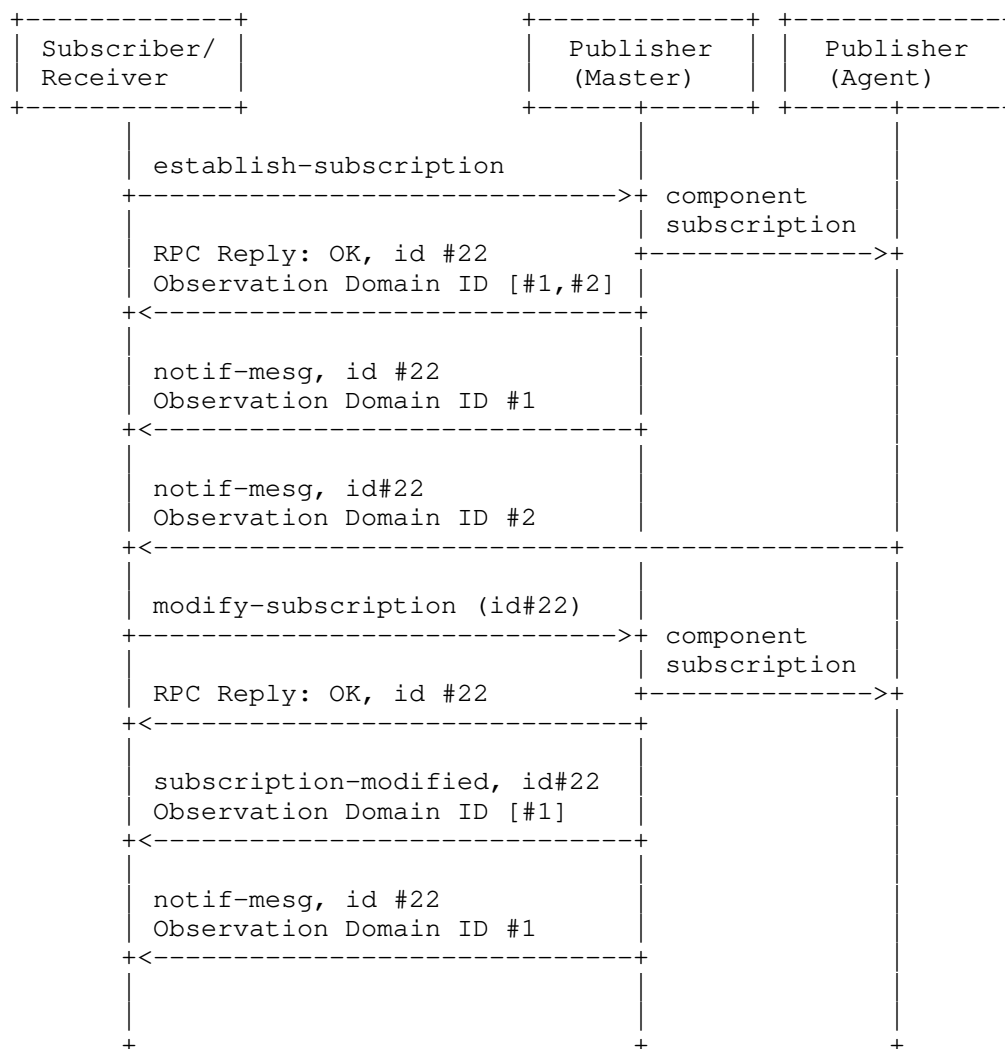 Subscriber/ Publisher Publisher
Receiver (Master) (Agent)
establish-subscription
component
subscription
RPC Reply: OK, id #22
Observation Domain ID [#1,#2]
notif-mesg, id #22
Observation Domain ID #1
notif-mesg, id#22
Observation Domain ID #2
modify-subscription (id#22)
component
subscription
RPC Reply: OK, id #22
subscription-modified, id#22
Observation Domain ID [#1]
notif-mesg, id #22
Observation Domain ID #1